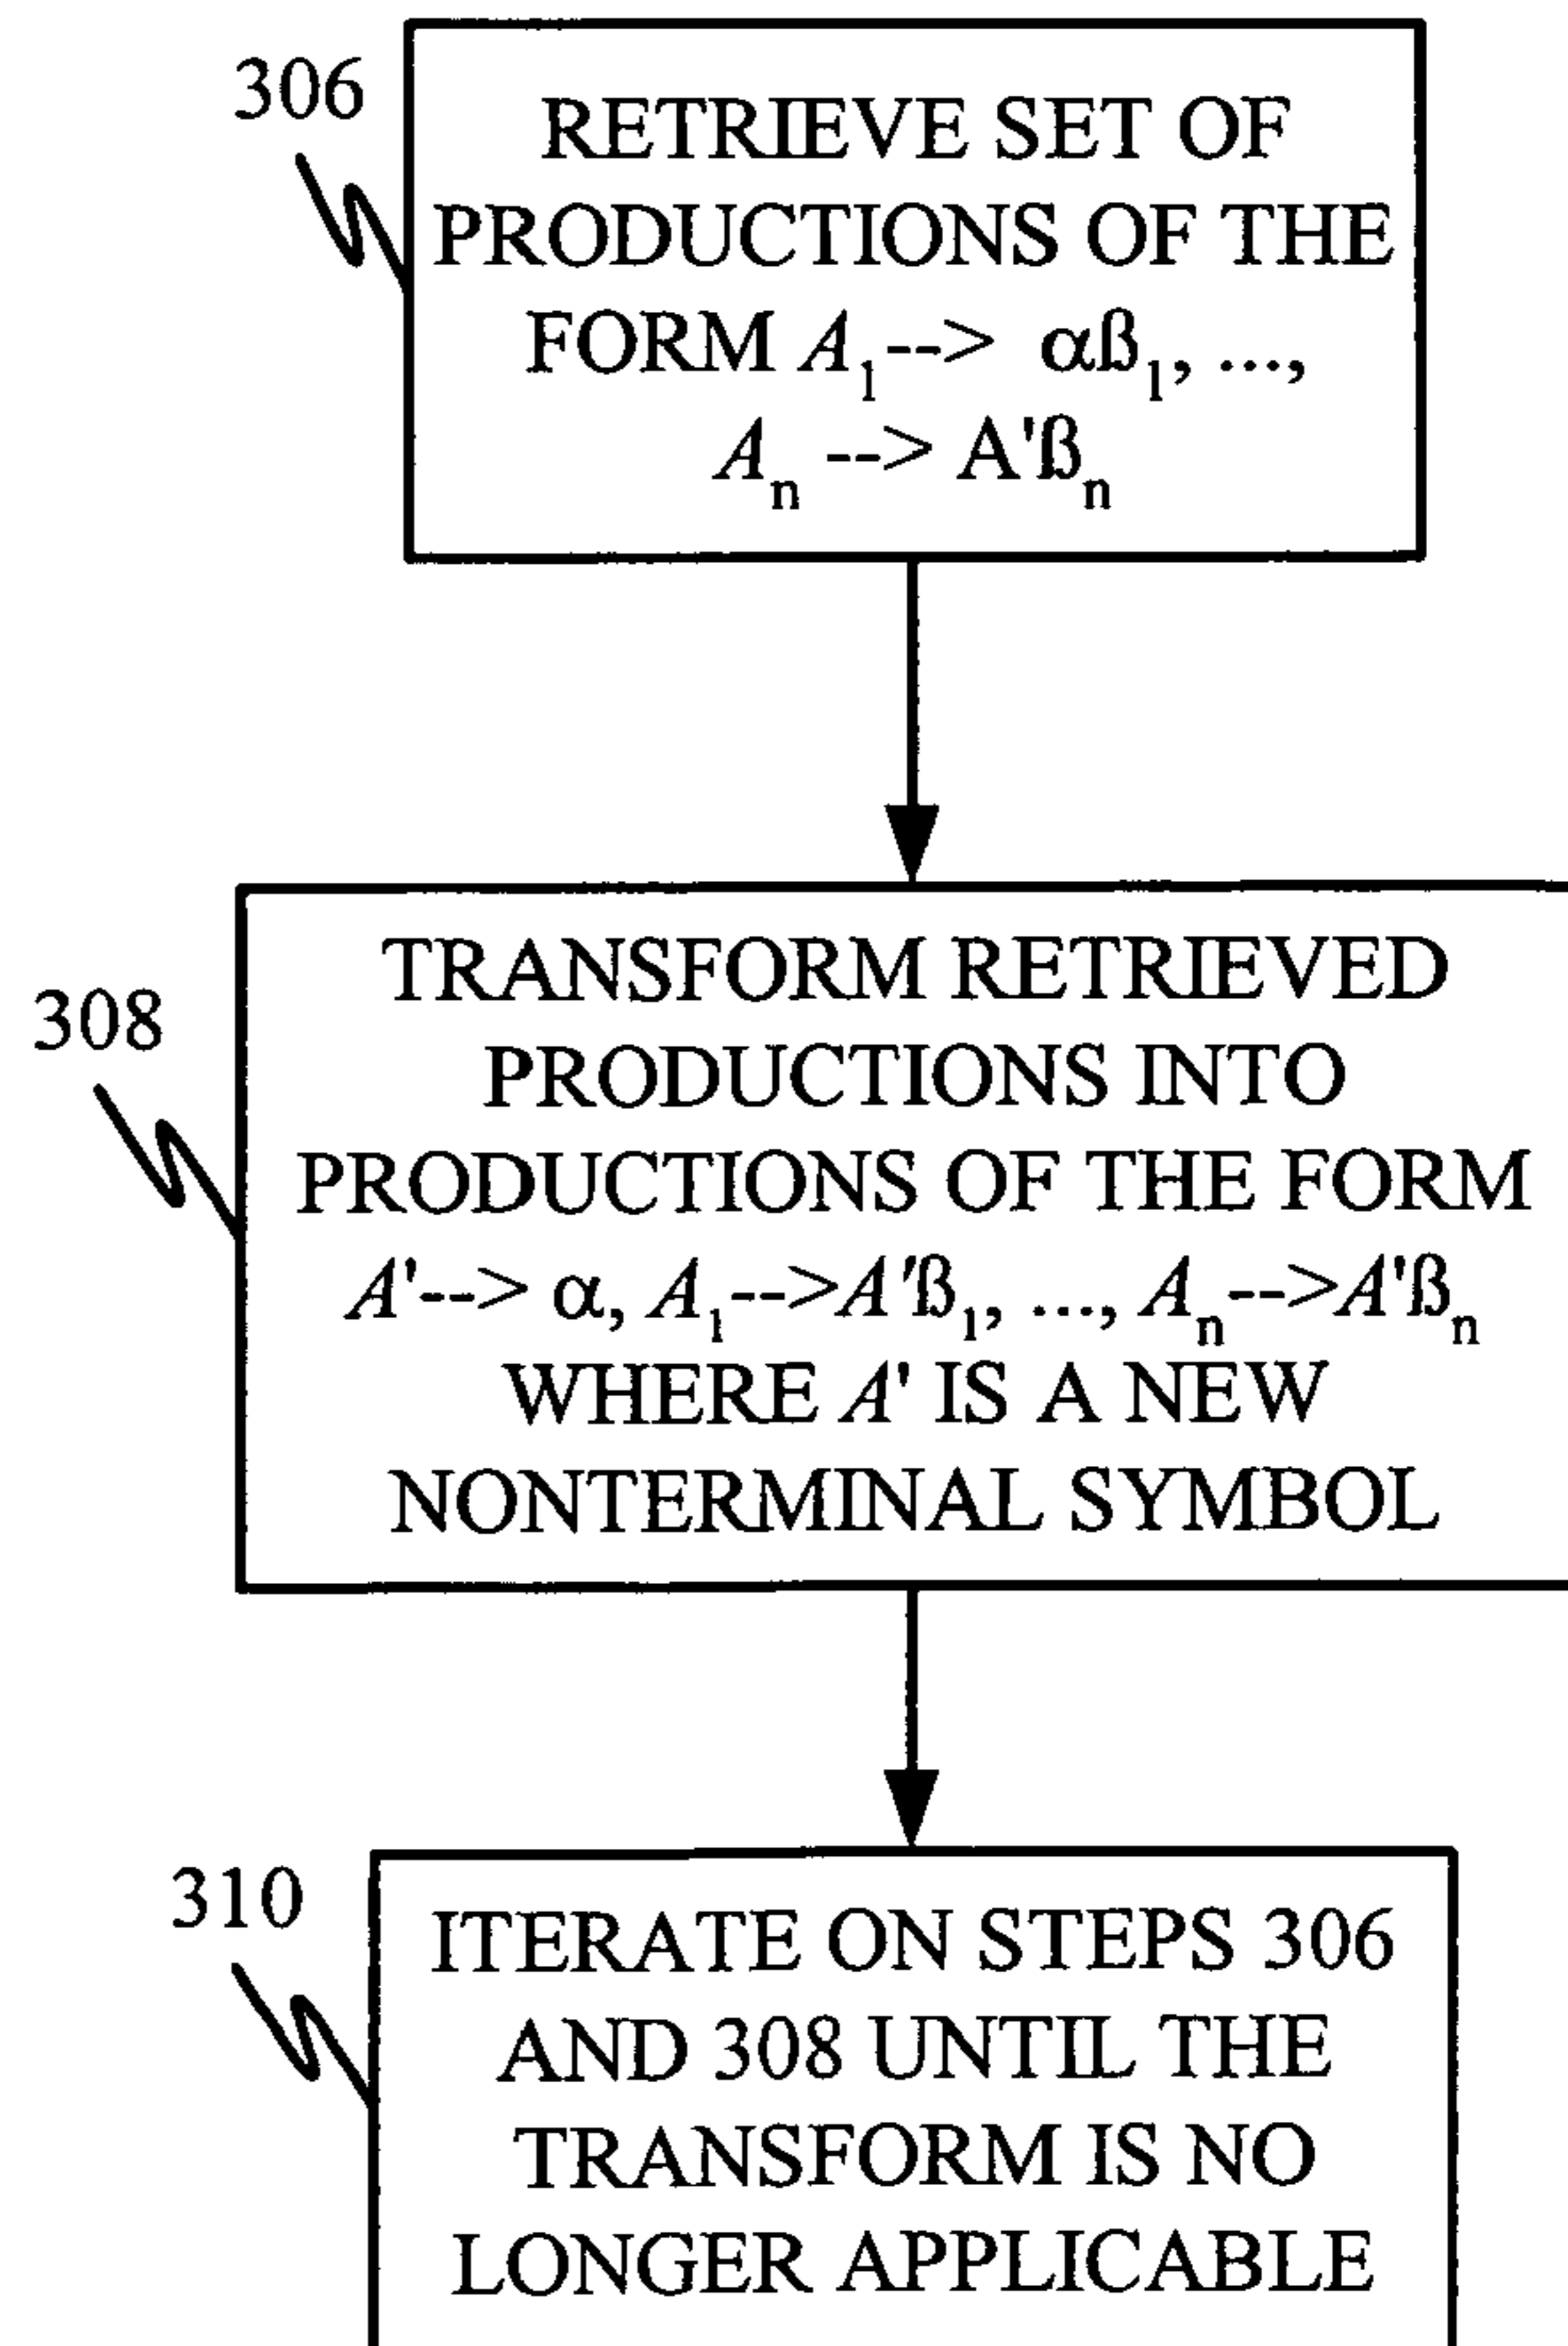 306
RETRIEVE SET OF
PRODUCTIONS OF THE
FORM A₁--> αß₁, ...,
Aₙ --> A'ßₙ
308
TRANSFORM RETRIEVED
PRODUCTIONS INTO
PRODUCTIONS OF THE FORM
A'--> α, A₁-->A'ß₁, ..., Aₙ-->A'ßₙ
WHERE A' IS A NEW
NONTERMINAL SYMBOL
310
ITERATE ON STEPS 306
AND 308 UNTIL THE
TRANSFORM IS NO
LONGER APPLICABLE